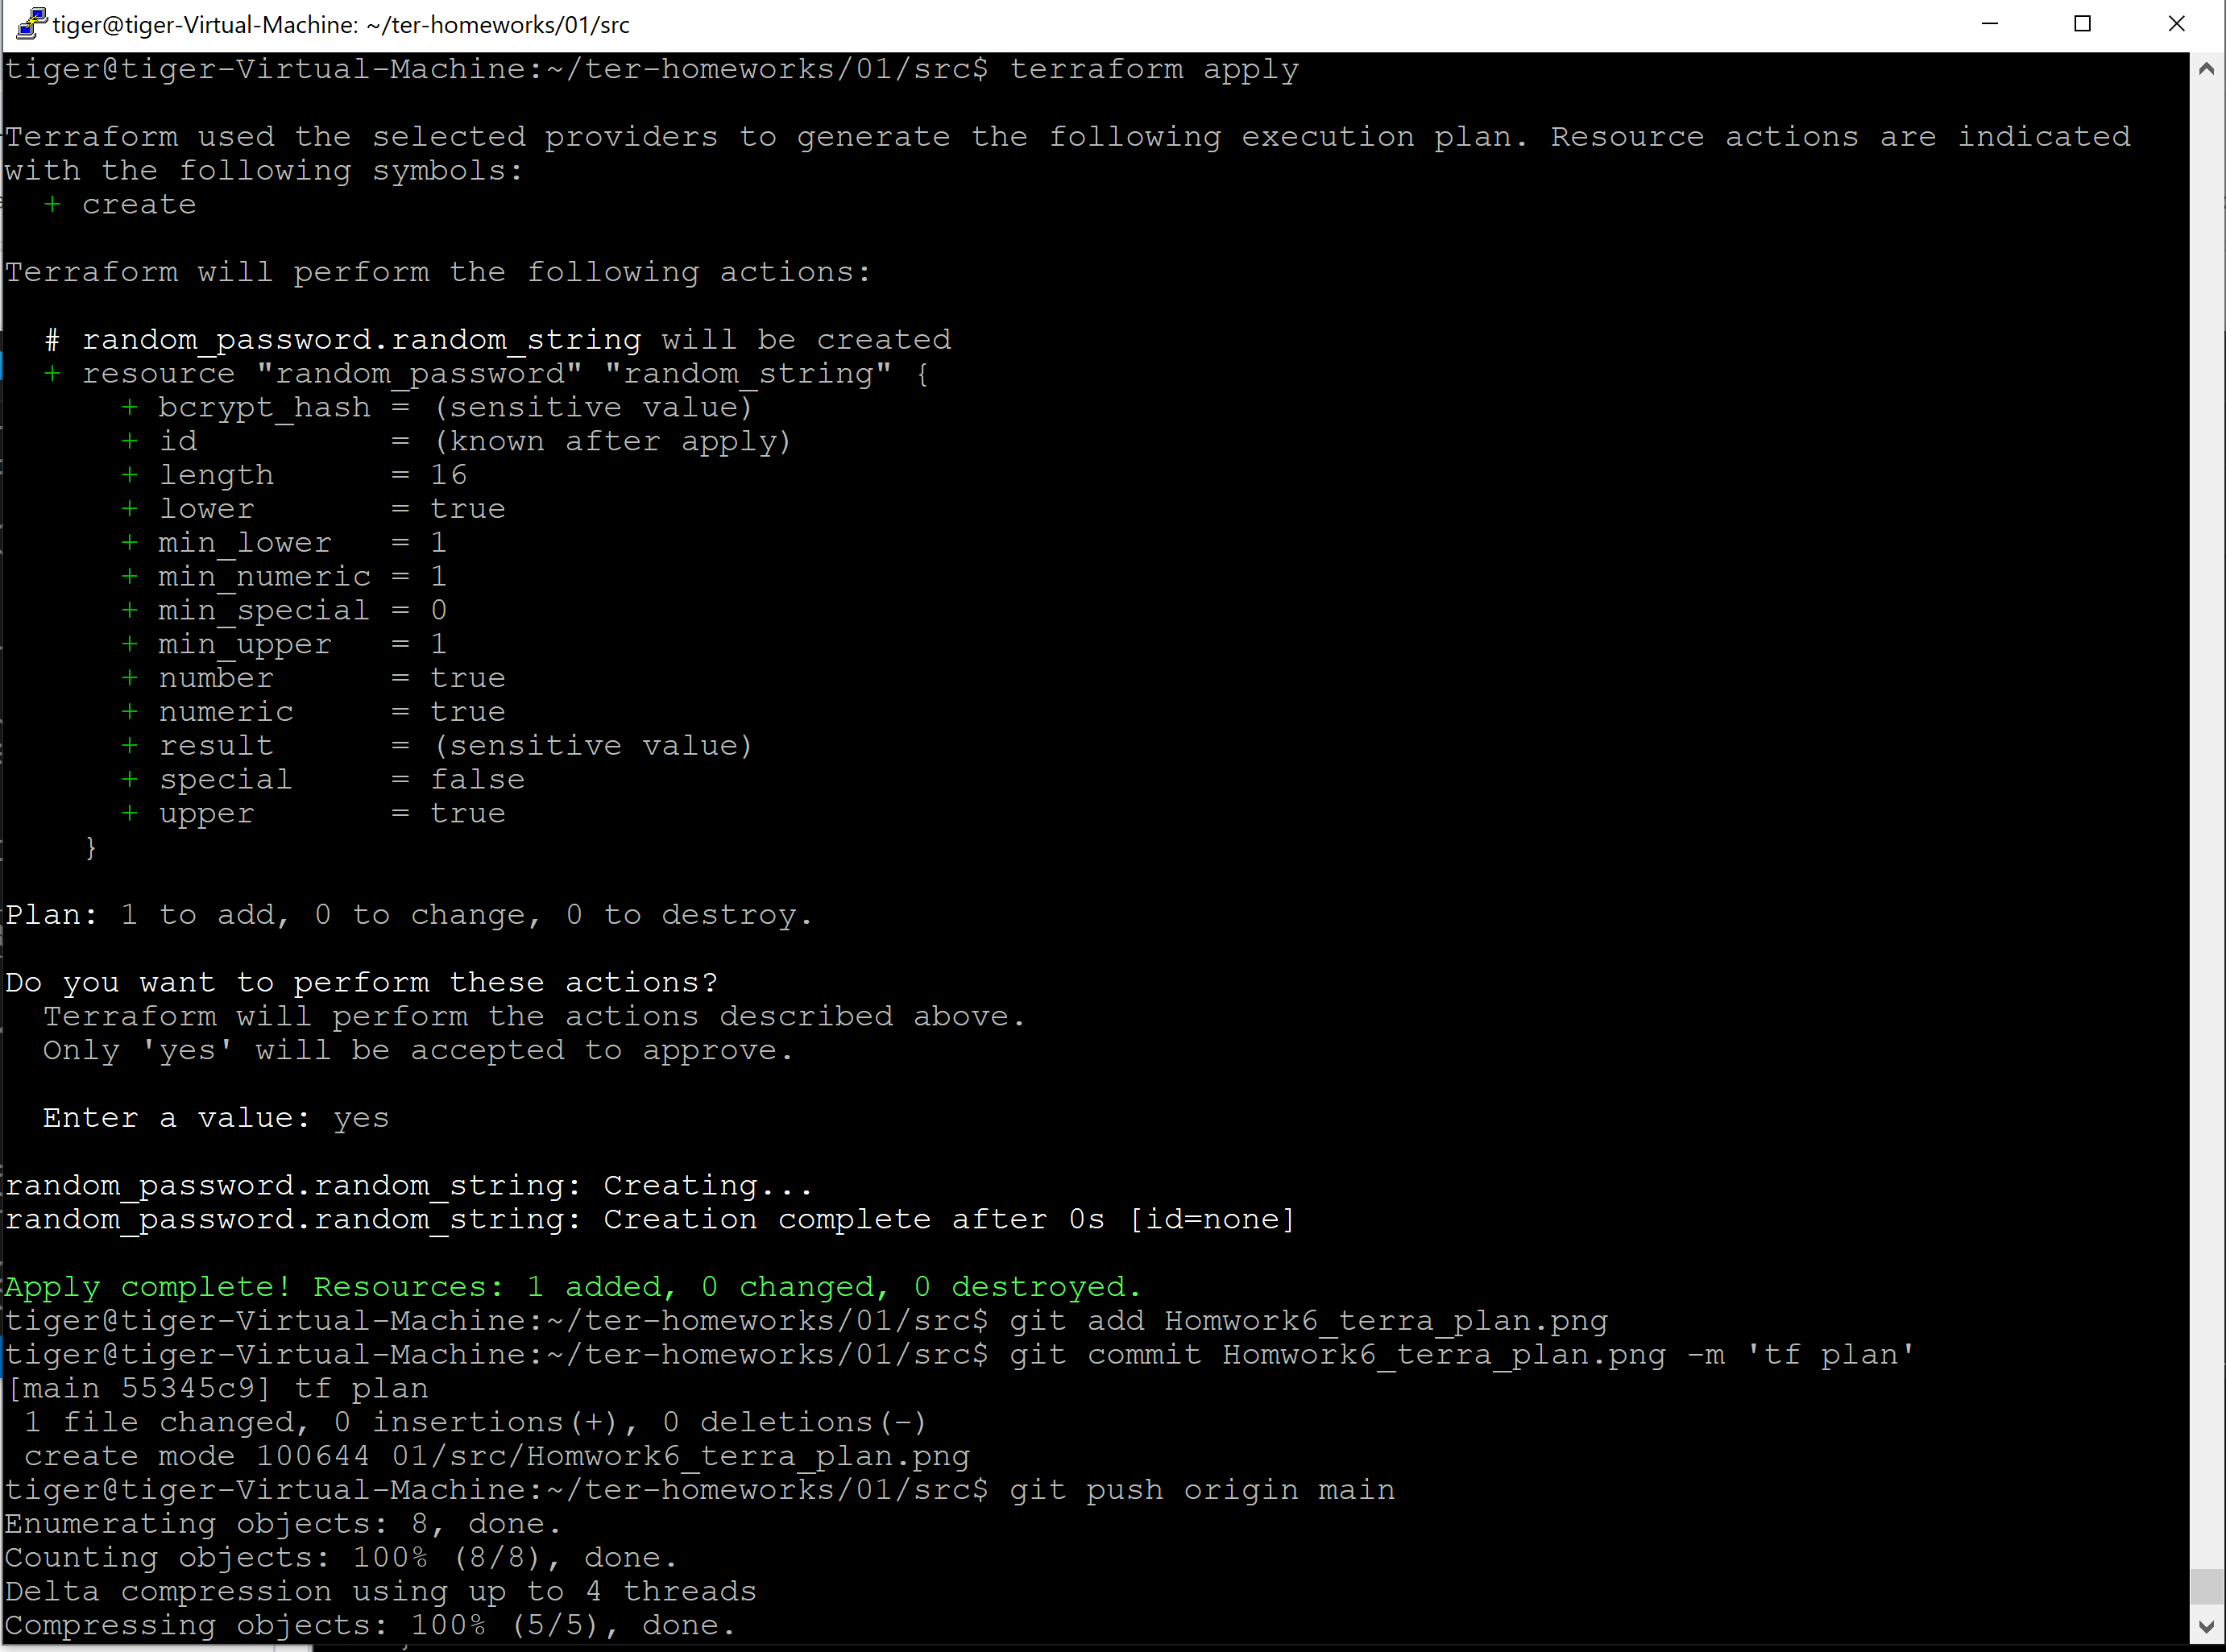 tiger@tiger-Virtual-Machine: ~/ter-homeworks/01/src
tiger@tiger-Virtual-Machine:~/ter-homeworks/01/src$ terraform apply
Terraform used the selected providers to generate the following execution plan. Resource actions are indicated
with the following symbols:
  + create
Terraform will perform the following actions:
  # random_password.random_string will be created
  + resource "random_password" "random_string" {
      + bcrypt_hash = (sensitive value)
      + id          = (known after apply)
      + length      = 16
      + lower       = true
      + min_lower   = 1
      + min_numeric = 1
      + min_special = 0
      + min_upper   = 1
      + number      = true
      + numeric     = true
      + result      = (sensitive value)
      + special     = false
      + upper       = true
    }
Plan: 1 to add, 0 to change, 0 to destroy.
Do you want to perform these actions?
  Terraform will perform the actions described above.
  Only 'yes' will be accepted to approve.
  Enter a value: yes
random_password.random_string: Creating...
random_password.random_string: Creation complete after 0s [id=none]
Apply complete! Resources: 1 added, 0 changed, 0 destroyed.
tiger@tiger-Virtual-Machine:~/ter-homeworks/01/src$ git add Homwork6_terra_plan.png
tiger@tiger-Virtual-Machine:~/ter-homeworks/01/src$ git commit Homwork6_terra_plan.png -m 'tf plan'
[main 55345c9] tf plan
 1 file changed, 0 insertions(+), 0 deletions(-)
 create mode 100644 01/src/Homwork6_terra_plan.png
tiger@tiger-Virtual-Machine:~/ter-homeworks/01/src$ git push origin main
Enumerating objects: 8, done.
Counting objects: 100% (8/8), done.
Delta compression using up to 4 threads
Compressing objects: 100% (5/5), done.